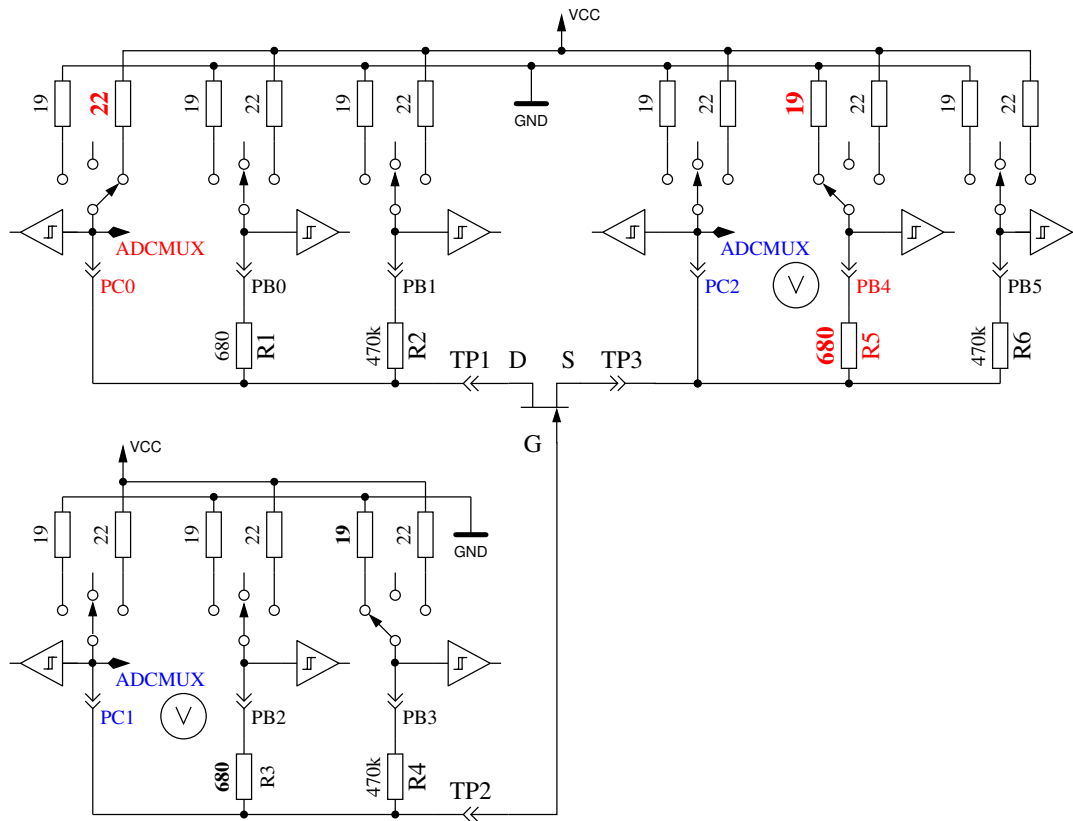 VCC
19 22 19 22 19 22 19 22 19 22 19 22
GND
ADCMUX ADCMUX
PC0 PB0 PB1 PC2 V PB4 PB5
680 R1 470k R2 680 R5 470k R6
TP1 D S TP3
G
VCC
19 22 19 22 19 22
GND
ADCMUX
PC1 V PB2 PB3
680 R3 470k R4
TP2